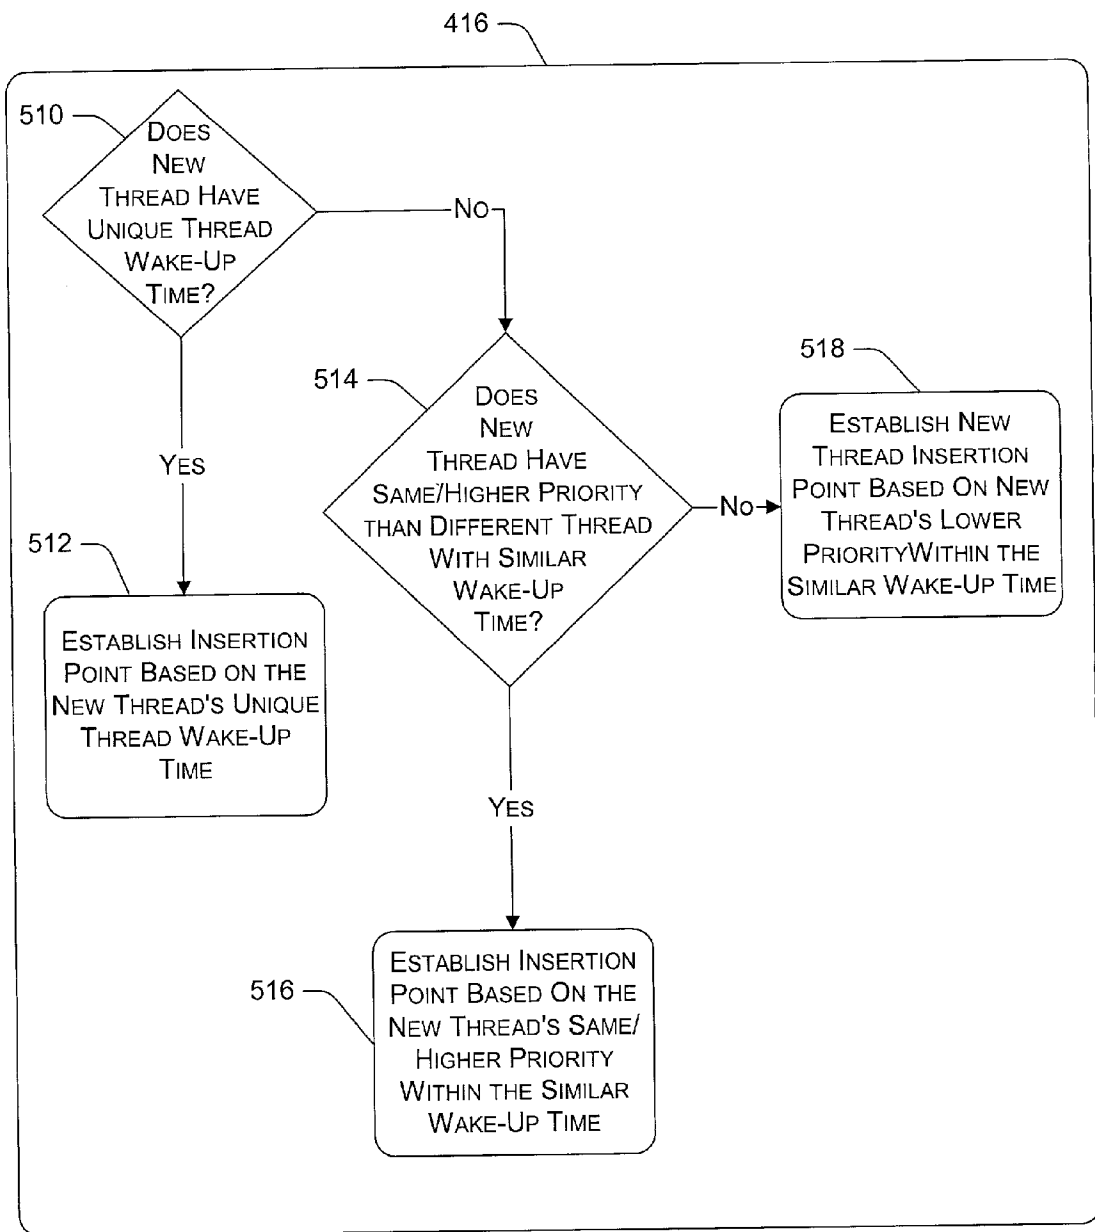 416
510
DOES
NEW
THREAD HAVE
UNIQUE THREAD
WAKE-UP
TIME?
NO
YES
514
DOES
NEW
THREAD HAVE
SAME/HIGHER PRIORITY
THAN DIFFERENT THREAD
WITH SIMILAR
WAKE-UP
TIME?
NO
518
ESTABLISH NEW
THREAD INSERTION
POINT BASED ON NEW
THREAD'S LOWER
PRIORITYWITHIN THE
SIMILAR WAKE-UP TIME
512
ESTABLISH INSERTION
POINT BASED ON THE
NEW THREAD'S UNIQUE
THREAD WAKE-UP
TIME
YES
516
ESTABLISH INSERTION
POINT BASED ON THE
NEW THREAD'S SAME/
HIGHER PRIORITY
WITHIN THE SIMILAR
WAKE-UP TIME